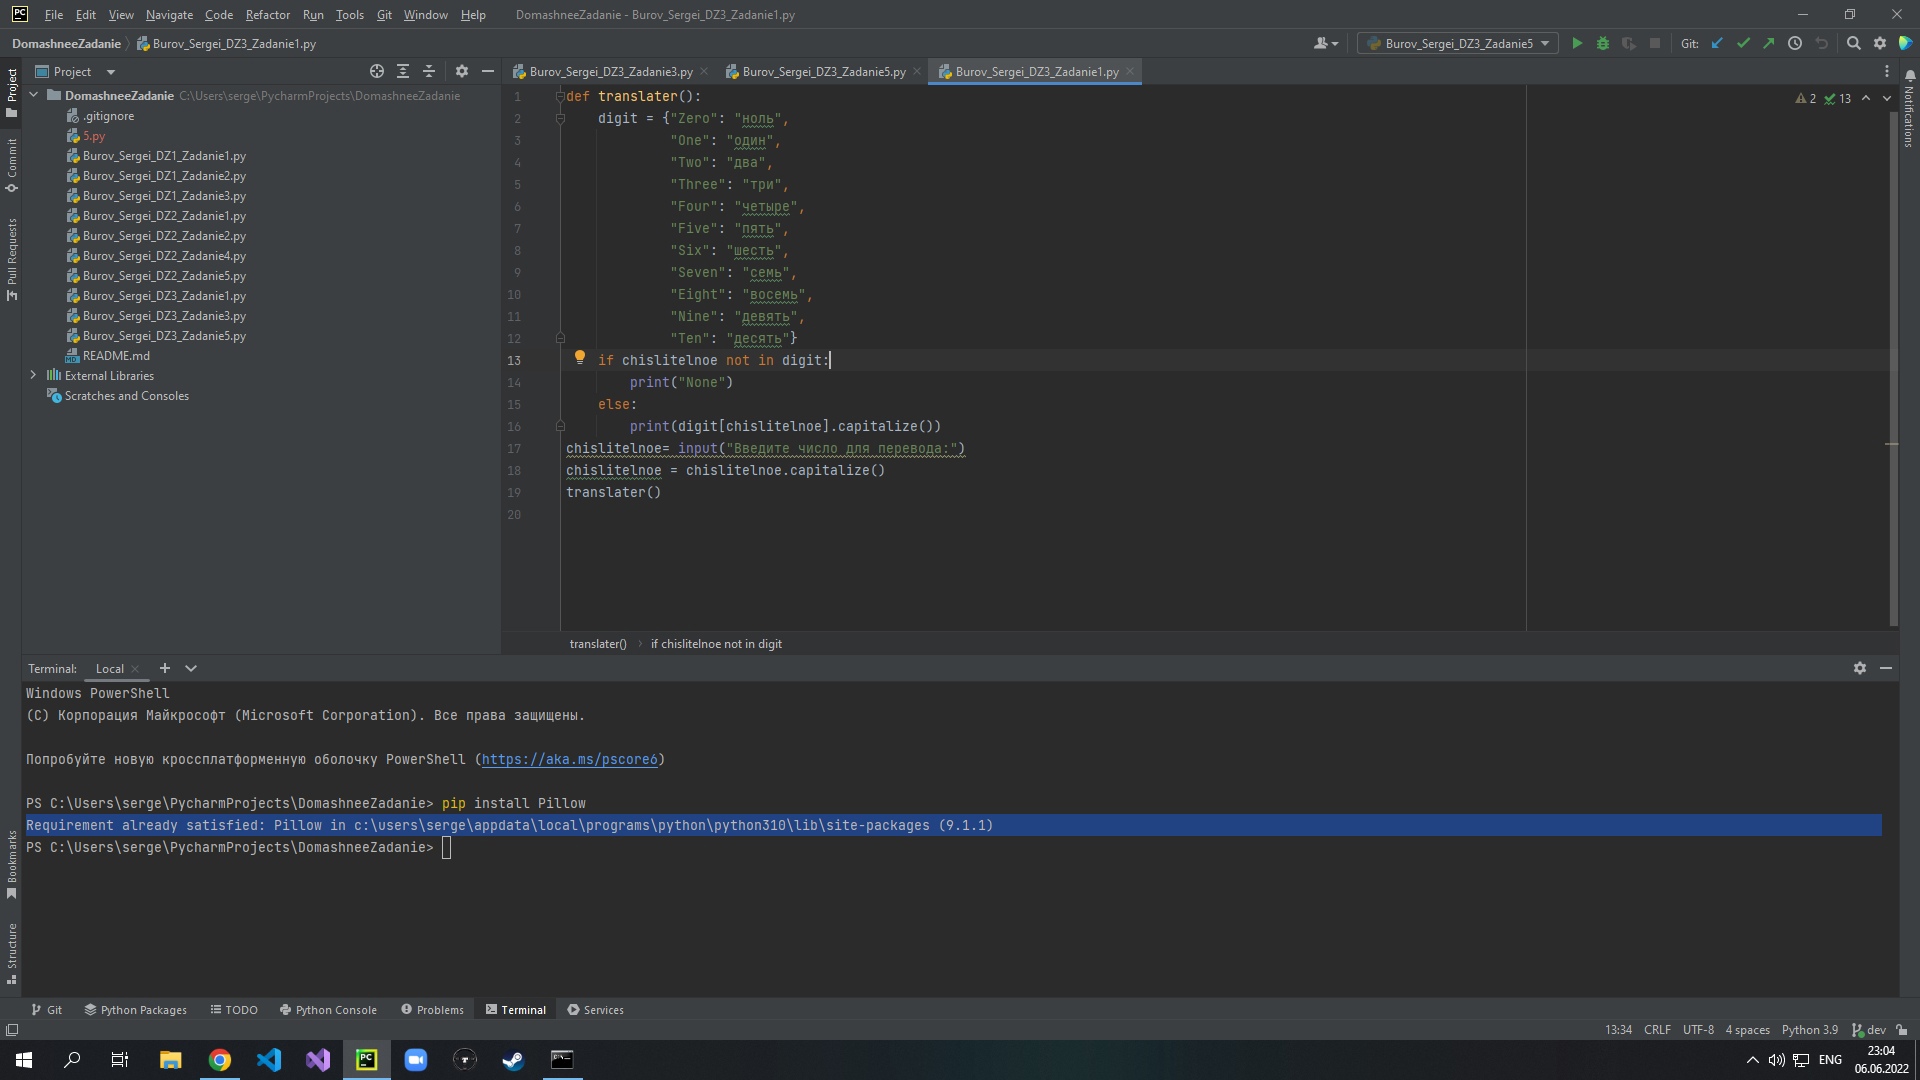 File Edit View Navigate Code Refactor Run Tools Git Window Help DomashneeZadanie - Burov_Sergei_DZ3_Zadanie1.py
DomashneeZadanie Burov_Sergei_DZ3_Zadanie1.py Burov_Sergei_DZ3_Zadanie5 Git:
Project
Burov_Sergei_DZ3_Zadanie3.py Burov_Sergei_DZ3_Zadanie5.py Burov_Sergei_DZ3_Zadanie1.py
Project
Commit
Pull Requests
Bookmarks
Structure
Notifications
DomashneeZadanie C:\Users\serge\PycharmProjects\DomashneeZadanie
.gitignore
5.py
Burov_Sergei_DZ1_Zadanie1.py
Burov_Sergei_DZ1_Zadanie2.py
Burov_Sergei_DZ1_Zadanie3.py
Burov_Sergei_DZ2_Zadanie1.py
Burov_Sergei_DZ2_Zadanie2.py
Burov_Sergei_DZ2_Zadanie4.py
Burov_Sergei_DZ2_Zadanie5.py
Burov_Sergei_DZ3_Zadanie1.py
Burov_Sergei_DZ3_Zadanie3.py
Burov_Sergei_DZ3_Zadanie5.py
README.md
External Libraries
Scratches and Consoles
2 13
1 def translater():
2 digit = {"Zero": "ноль",
3 "One": "один",
4 "Two": "два",
5 "Three": "три",
6 "Four": "четыре",
7 "Five": "пять",
8 "Six": "шесть",
9 "Seven": "семь",
10 "Eight": "восемь",
11 "Nine": "девять",
12 "Ten": "десять"}
13 if chislitelnoe not in digit:
14 print("None")
15 else:
16 print(digit[chislitelnoe].capitalize())
17 chislitelnoe= input("Введите число для перевода:")
18 chislitelnoe = chislitelnoe.capitalize()
19 translater()
20
translater() if chislitelnoe not in digit
Terminal: Local
Windows PowerShell
(C) Корпорация Майкрософт (Microsoft Corporation). Все права защищены.
Попробуйте новую кроссплатформенную оболочку PowerShell (https://aka.ms/pscore6)
PS C:\Users\serge\PycharmProjects\DomashneeZadanie> pip install Pillow
Requirement already satisfied: Pillow in c:\users\serge\appdata\local\programs\python\python310\lib\site-packages (9.1.1)
PS C:\Users\serge\PycharmProjects\DomashneeZadanie>
Git Python Packages TODO Python Console Problems Terminal Services
13:34 CRLF UTF-8 4 spaces Python 3.9 dev
ENG
23:04
06.06.2022